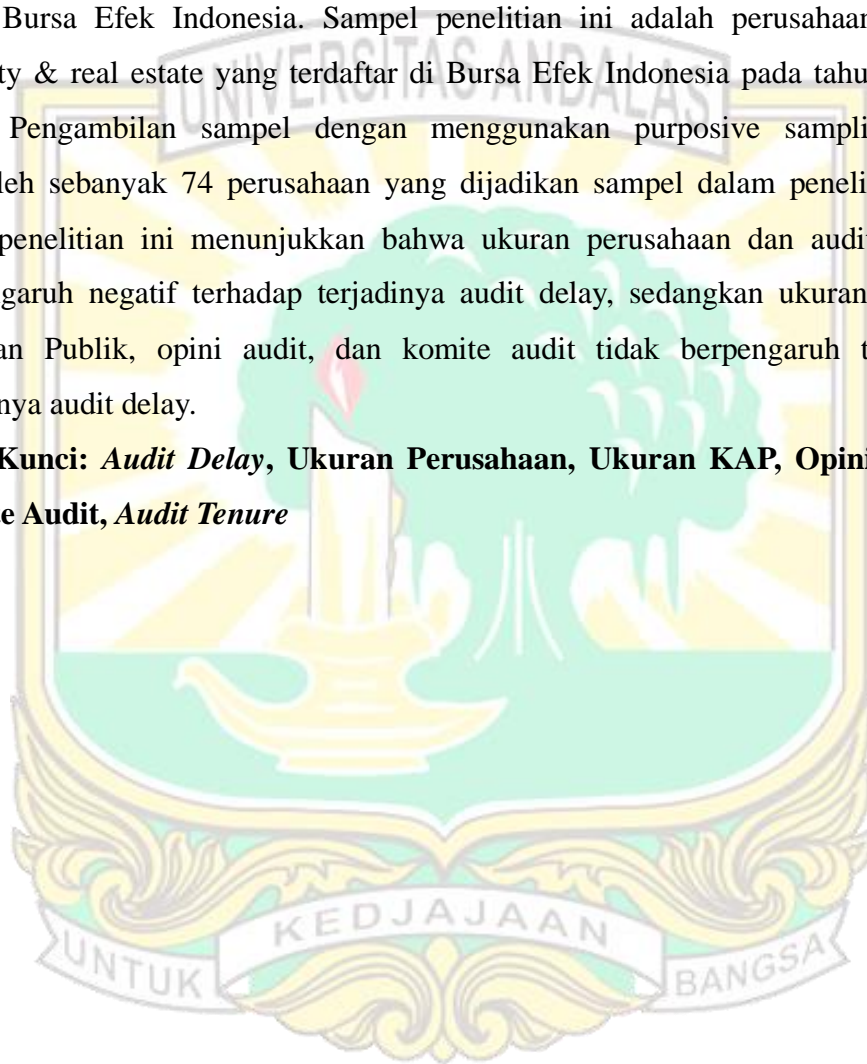 Bursa Efek Indonesia. Sampel penelitian ini adalah perusahaan
ty & real estate yang terdaftar di Bursa Efek Indonesia pada tahu
Pengambilan sampel dengan menggunakan purposive sampli
leh sebanyak 74 perusahaan yang dijadikan sampel dalam peneli
penelitian ini menunjukkan bahwa ukuran perusahaan dan audit
garuh negatif terhadap terjadinya audit delay, sedangkan ukuran
an Publik, opini audit, dan komite audit tidak berpengaruh t
nya audit delay.
Kunci: Audit Delay, Ukuran Perusahaan, Ukuran KAP, Opini
e Audit, Audit Tenure
UNIVERSITAS ANDALAS
UNTUK KEDJAJAAN BANGSA